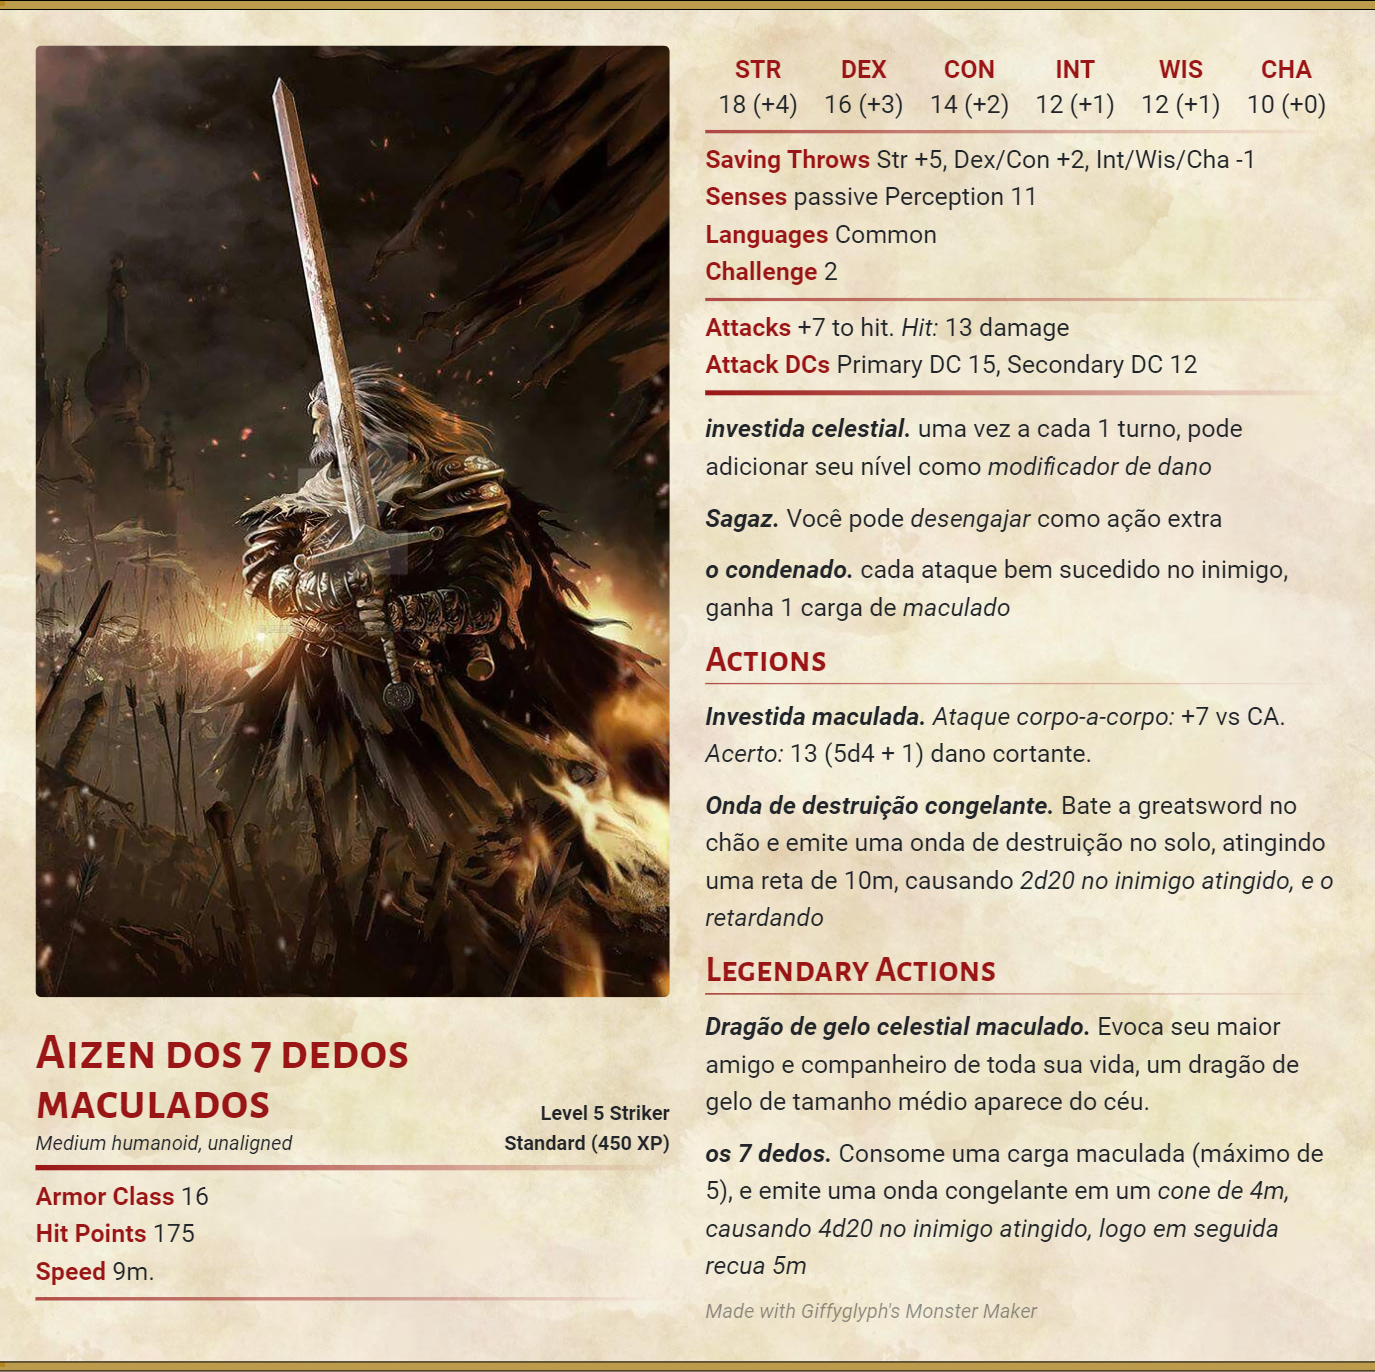 AIZEN DOS 7 DEDOS
MACULADOS
Level 5 Striker
Medium humanoid, unaligned
Standard (450 XP)
Armor Class 16
Hit Points 175
Speed 9m.
STR DEX CON INT WIS CHA
18 (+4) 16 (+3) 14 (+2) 12 (+1) 12 (+1) 10 (+0)
Saving Throws Str +5, Dex/Con +2, Int/Wis/Cha -1
Senses passive Perception 11
Languages Common
Challenge 2
Attacks +7 to hit. Hit: 13 damage
Attack DCs Primary DC 15, Secondary DC 12
investida celestial. uma vez a cada 1 turno, pode
adicionar seu nível como modificador de dano
Sagaz. Você pode desengajar como ação extra
o condenado. cada ataque bem sucedido no inimigo,
ganha 1 carga de maculado
ACTIONS
Investida maculada. Ataque corpo-a-corpo: +7 vs CA.
Acerto: 13 (5d4 + 1) dano cortante.
Onda de destruição congelante. Bate a greatsword no
chão e emite uma onda de destruição no solo, atingindo
uma reta de 10m, causando 2d20 no inimigo atingido, e o
retardando
LEGENDARY ACTIONS
Dragão de gelo celestial maculado. Evoca seu maior
amigo e companheiro de toda sua vida, um dragão de
gelo de tamanho médio aparece do céu.
os 7 dedos. Consome uma carga maculada (máximo de
5), e emite uma onda congelante em um cone de 4m,
causando 4d20 no inimigo atingido, logo em seguida
recua 5m
Made with Giffyglyph's Monster Maker